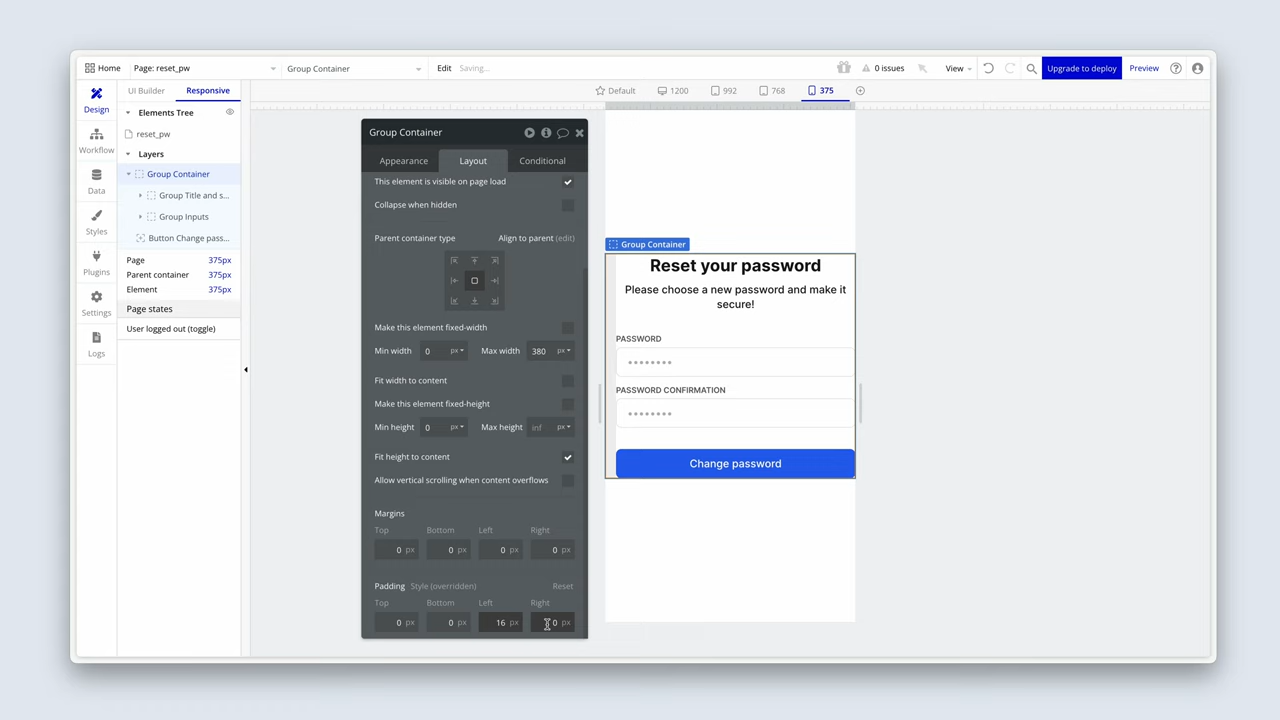 Home
Page: reset_pw
Group Container
Edit
Saving...
0 issues
View
Upgrade to deploy
Preview
UI Builder
Responsive
Default
1200
992
768
375
Design
Workflow
Data
Styles
Plugins
Settings
Logs
Elements Tree
reset_pw
Layers
Group Container
Group Title and s...
Group Inputs
Button Change pass...
Page 375px
Parent container 375px
Element 375px
Page states
User logged out (toggle)
Group Container
Appearance
Layout
Conditional
This element is visible on page load
Collapse when hidden
Parent container type
Align to parent (edit)
Make this element fixed-width
Min width 0 px
Max width 380 px
Fit width to content
Make this element fixed-height
Min height 0 px
Max height inf px
Fit height to content
Allow vertical scrolling when content overflows
Margins
Top Bottom Left Right
0 px 0 px 0 px 0 px
Padding Style (overridden) Reset
Top Bottom Left Right
0 px 0 px 16 px 0 px
Group Container
Reset your password
Please choose a new password and make it
secure!
PASSWORD
PASSWORD CONFIRMATION
Change password